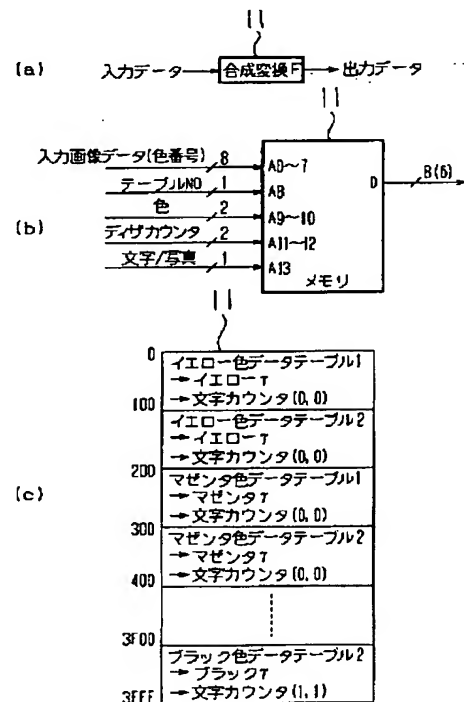 11
(a) 入力データ 合成変換F 出力データ
11
(b)
入力画像データ(色番号) 8 A0~7
テーブルNO 1 A8
色 2 A9~10
ディザカウンタ 2 A11~12
文字/写真 1 A13
D 8(6)
メモリ
11
(c)
0
イエロー色データテーブル1
→イエローγ
→文字カウンタ(0,0)
100
イエロー色データテーブル2
→イエローγ
→文字カウンタ(0,0)
200
マゼンタ色データテーブル1
→マゼンタγ
→文字カウンタ(0,0)
300
マゼンタ色データテーブル2
→マゼンタγ
→文字カウンタ(0,0)
400
3F00
ブラック色データテーブル2
→ブラックγ
→文字カウンタ(1,1)
3FFF